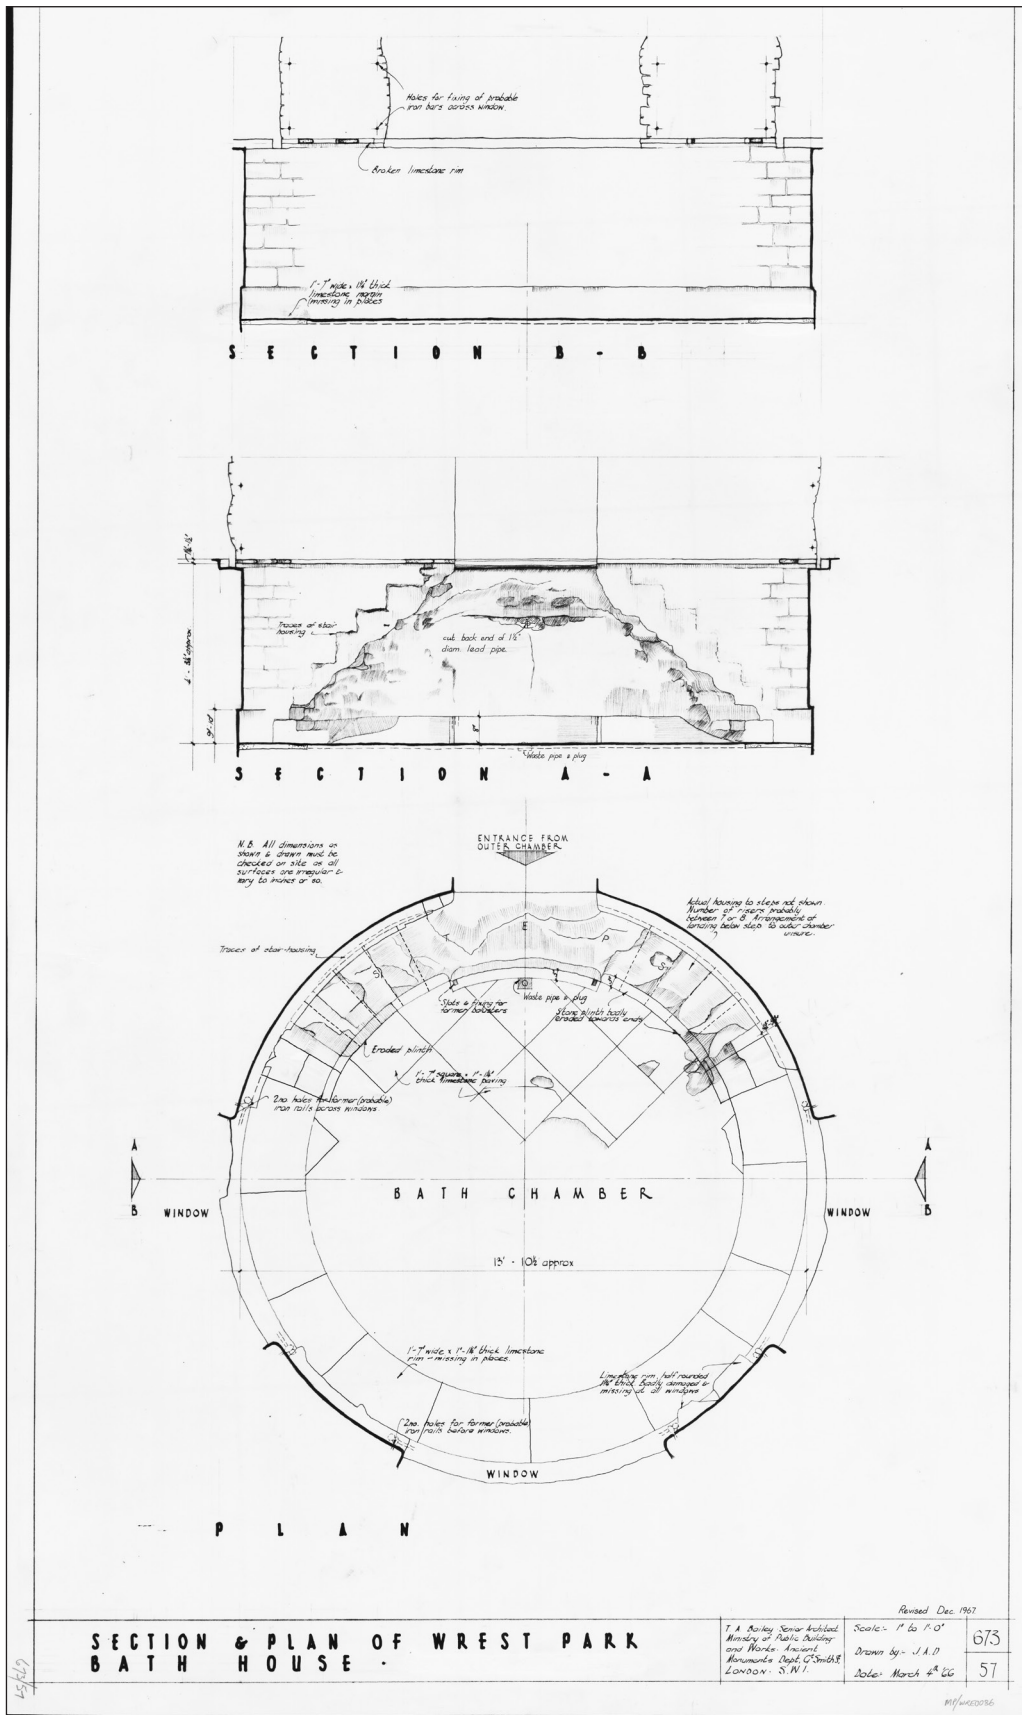 Holes for fixing of probable
iron bars across window.
Broken limestone rim
1'-7" wide × 1⅛" thick
limestone margin
missing in places
SECTION B-B
Traces of stair
housing
cut back end of 1½"
diam. lead pipe.
8"
Waste pipe & plug
SECTION A-A
N.B. All dimensions as
shown & drawn must be
checked on site as all
surfaces are irregular &
vary to inches or so.
ENTRANCE FROM
OUTER CHAMBER
Actual housing to steps not shown.
Number of risers probably
between 7 or 8. Arrangement of
landing below step to outer chamber
unsure.
Traces of stair-housing
S T E P S
Slots & fixing for
former balusters
Waste pipe & plug
Stone plinth badly
eroded towards ends
Eroded plinth
1'-7" square × 1"-1⅛"
thick limestone paving
2no. holes for former (probable)
iron rails across windows
A
B
WINDOW
BATH CHAMBER
A
B
WINDOW
13' - 10½ approx
1'-7" wide × 1"-1⅛" thick limestone
rim - missing in places.
Limestone rim half rounded
thick Badly damaged &
missing at all windows
2no. holes for former (probable)
iron rails before windows.
WINDOW
PLAN
Revised Dec. 1967.
SECTION & PLAN OF WREST PARK
BATH HOUSE.
T. A. Bailey Senior Architect
Ministry of Public Building
and Works. Ancient
Monuments Dept. Gt Smith St.
LONDON. S.W.1.
Scale:- 1" to 1'-0"
Drawn by:- J.A.D
Date:- March 4th '66
673
57
673/57
MP/WRE0086